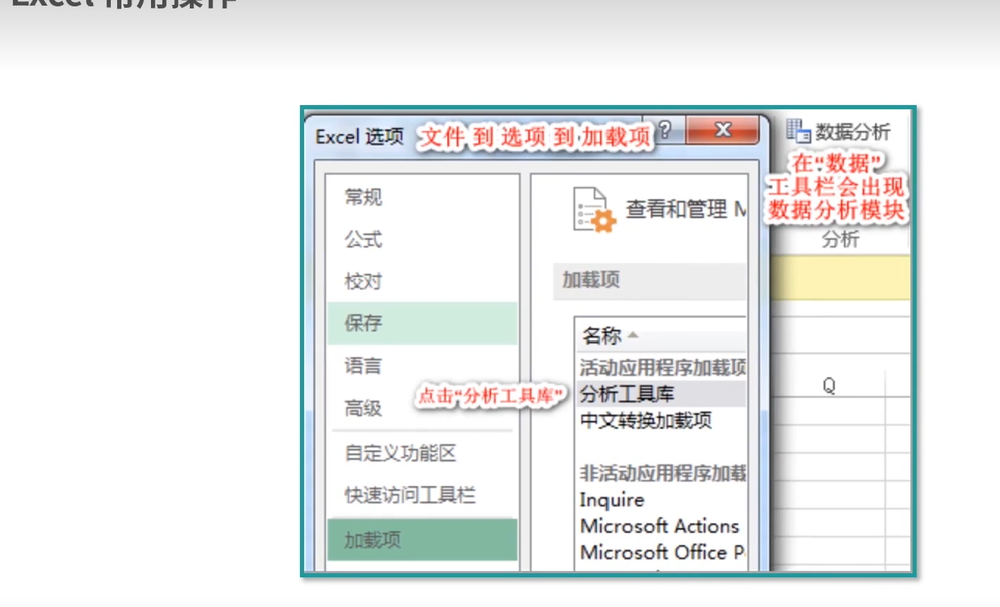 Excel 常用操作
Excel 选项
文件 到 选项 到 加载项
常规
公式
校对
保存
语言
高级
自定义功能区
快速访问工具栏
加载项
查看和管理 M
加载项
名称
活动应用程序加载项
点击“分析工具库”
分析工具库
中文转换加载项
非活动应用程序加载
Inquire
Microsoft Actions
Microsoft Office P
数据分析
在“数据”
工具栏会出现
数据分析模块
分析
Q